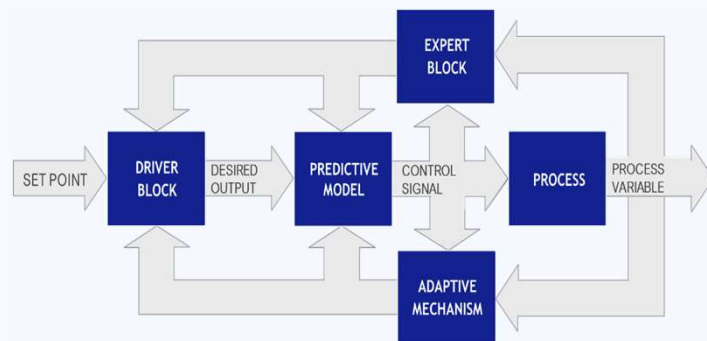 EXPERT
BLOCK
SET POINT
DRIVER
BLOCK
DESIRED
OUTPUT
PREDICTIVE
MODEL
CONTROL
SIGNAL
PROCESS
PROCESS
VARIABLE
ADAPTIVE
MECHANISM